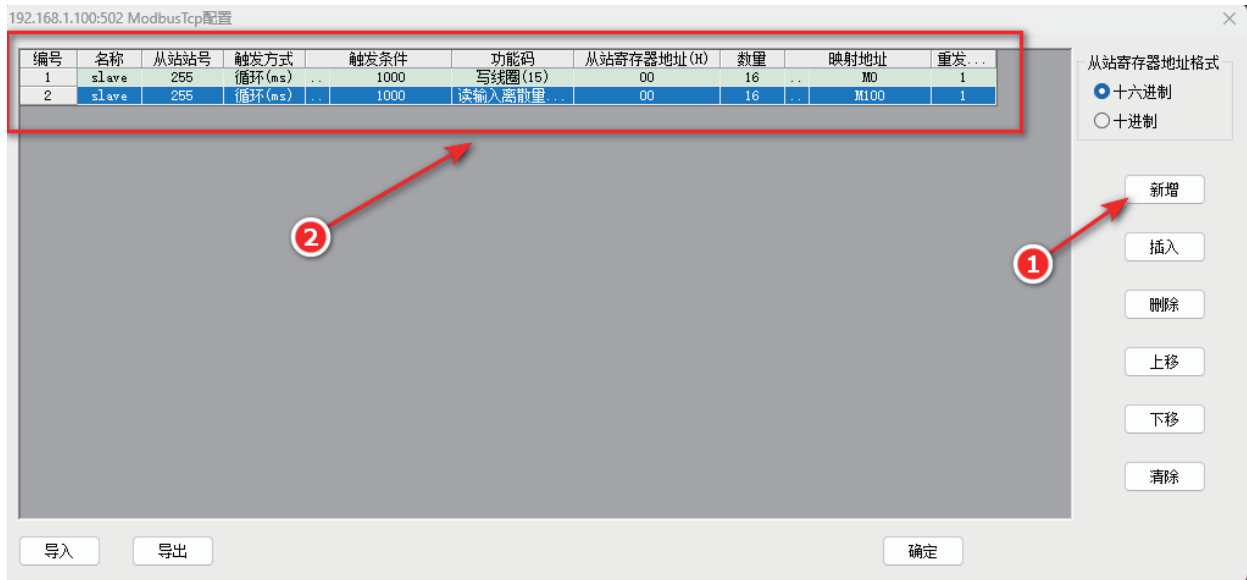 192.168.1.100:502 ModbusTcp配置
编号 名称 从站站号 触发方式 触发条件 功能码 从站寄存器地址(H) 数量 映射地址 重发...
1 slave 255 循环(ms) .. 1000 写线圈(15) 00 16 .. M0 1
2 slave 255 循环(ms) .. 1000 读输入离散量... 00 16 .. M100 1
从站寄存器地址格式
十六进制
十进制
新增
1
2
插入
删除
上移
下移
清除
导入 导出 确定